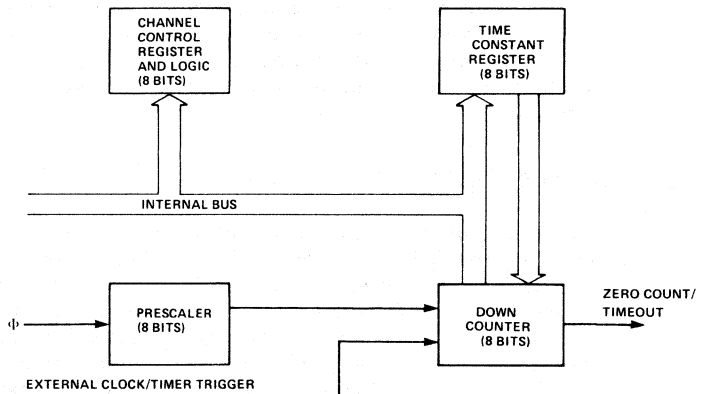 CHANNEL
CONTROL
REGISTER
AND LOGIC
(8 BITS)
TIME
CONSTANT
REGISTER
(8 BITS)
INTERNAL BUS
Φ
PRESCALER
(8 BITS)
DOWN
COUNTER
(8 BITS)
ZERO COUNT/
TIMEOUT
EXTERNAL CLOCK/TIMER TRIGGER